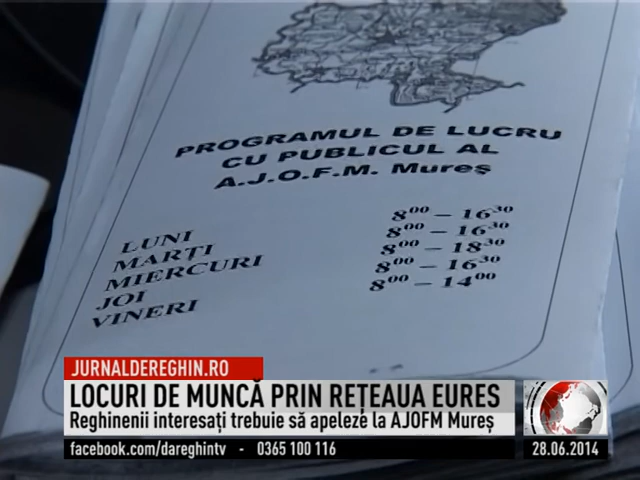 PROGRAMUL DE LUCRU
CU PUBLICUL AL
A.J.O.F.M. Mureș
LUNI 8⁰⁰ – 16³⁰
MARȚI 8⁰⁰ – 16³⁰
MIERCURI 8⁰⁰ – 18³⁰
JOI 8⁰⁰ – 16³⁰
VINERI 8⁰⁰ – 14⁰⁰
JURNALDEREGHIN.RO
LOCURI DE MUNCĂ PRIN REȚEAUA EURES
Reghinenii interesați trebuie să apeleze la AJOFM Mureș
facebook.com/dareghintv - 0365 100 116
28.06.2014